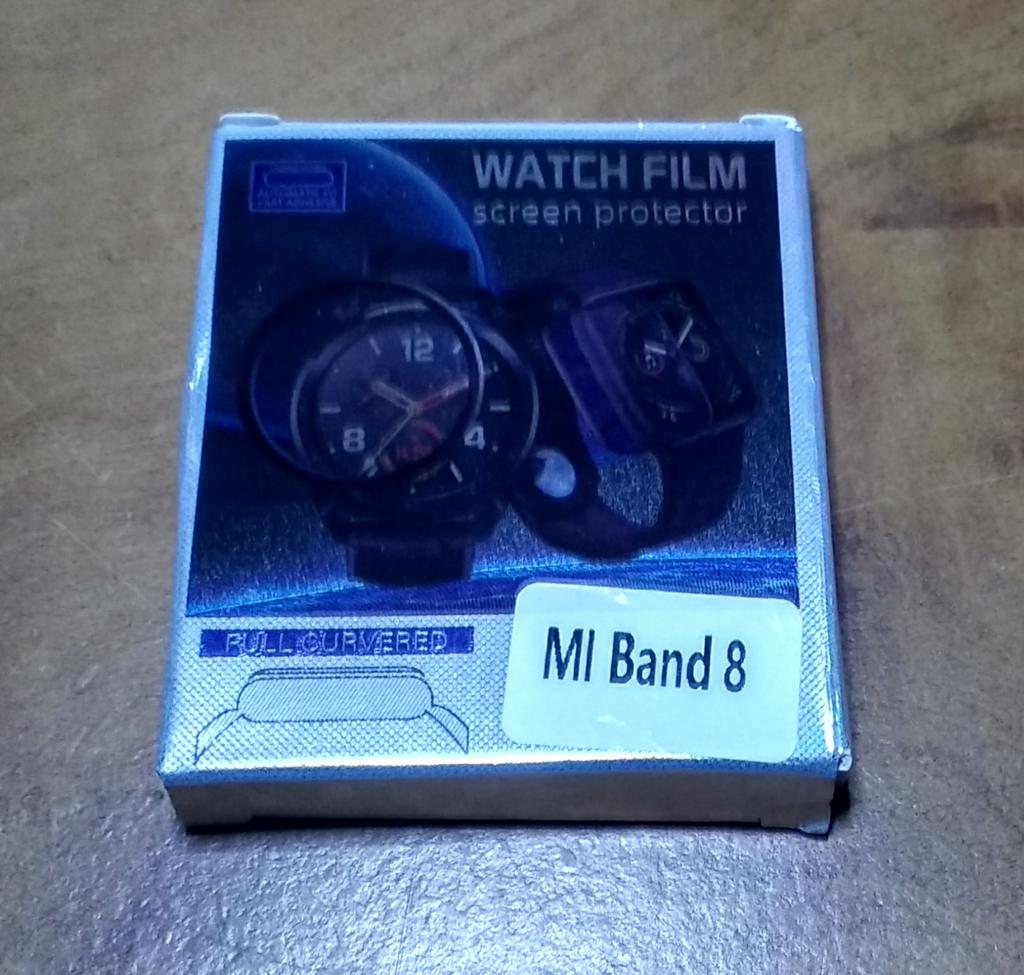 WATCH FILM
screen protector
12
8
4
FULL CURVERED
MI Band 8